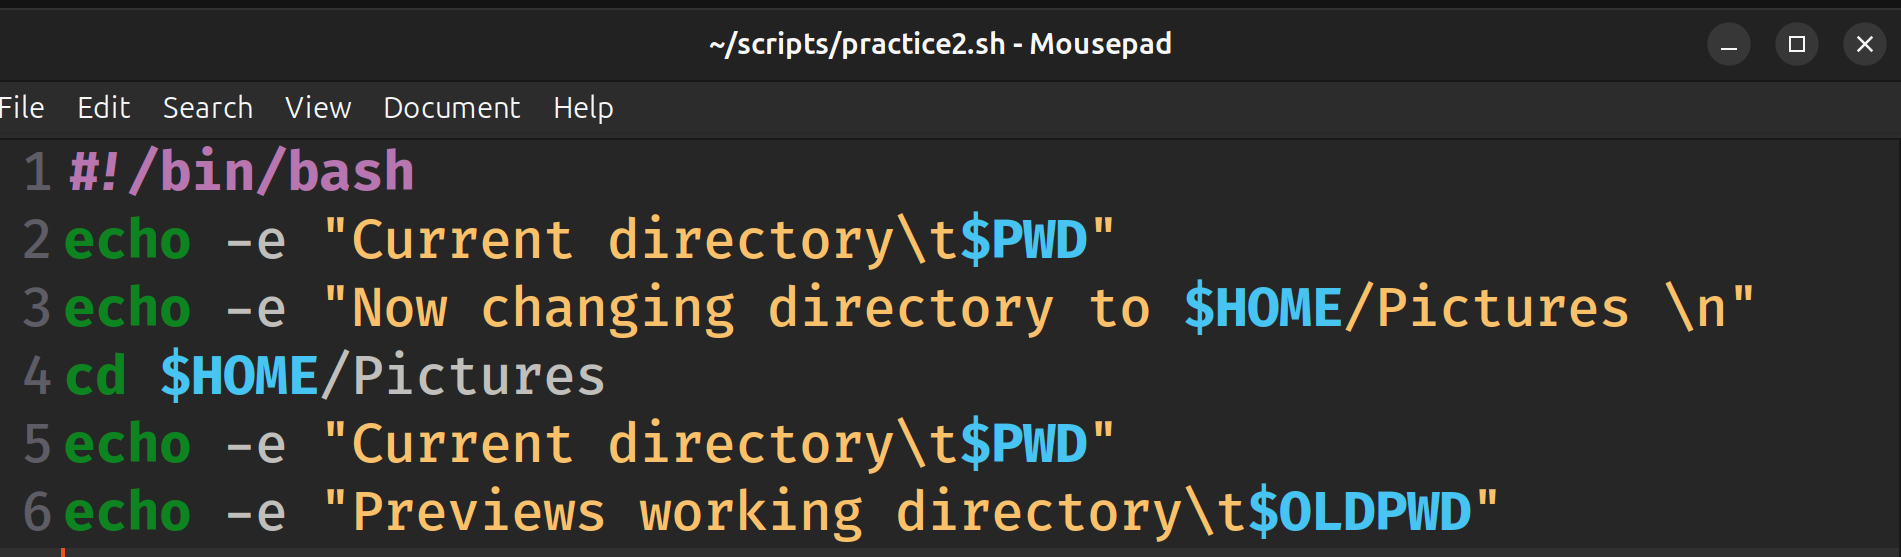 ~/scripts/practice2.sh - Mousepad
File Edit Search View Document Help
1 #!/bin/bash
2 echo -e "Current directory\t$PWD"
3 echo -e "Now changing directory to $HOME/Pictures \n"
4 cd $HOME/Pictures
5 echo -e "Current directory\t$PWD"
6 echo -e "Previews working directory\t$OLDPWD"